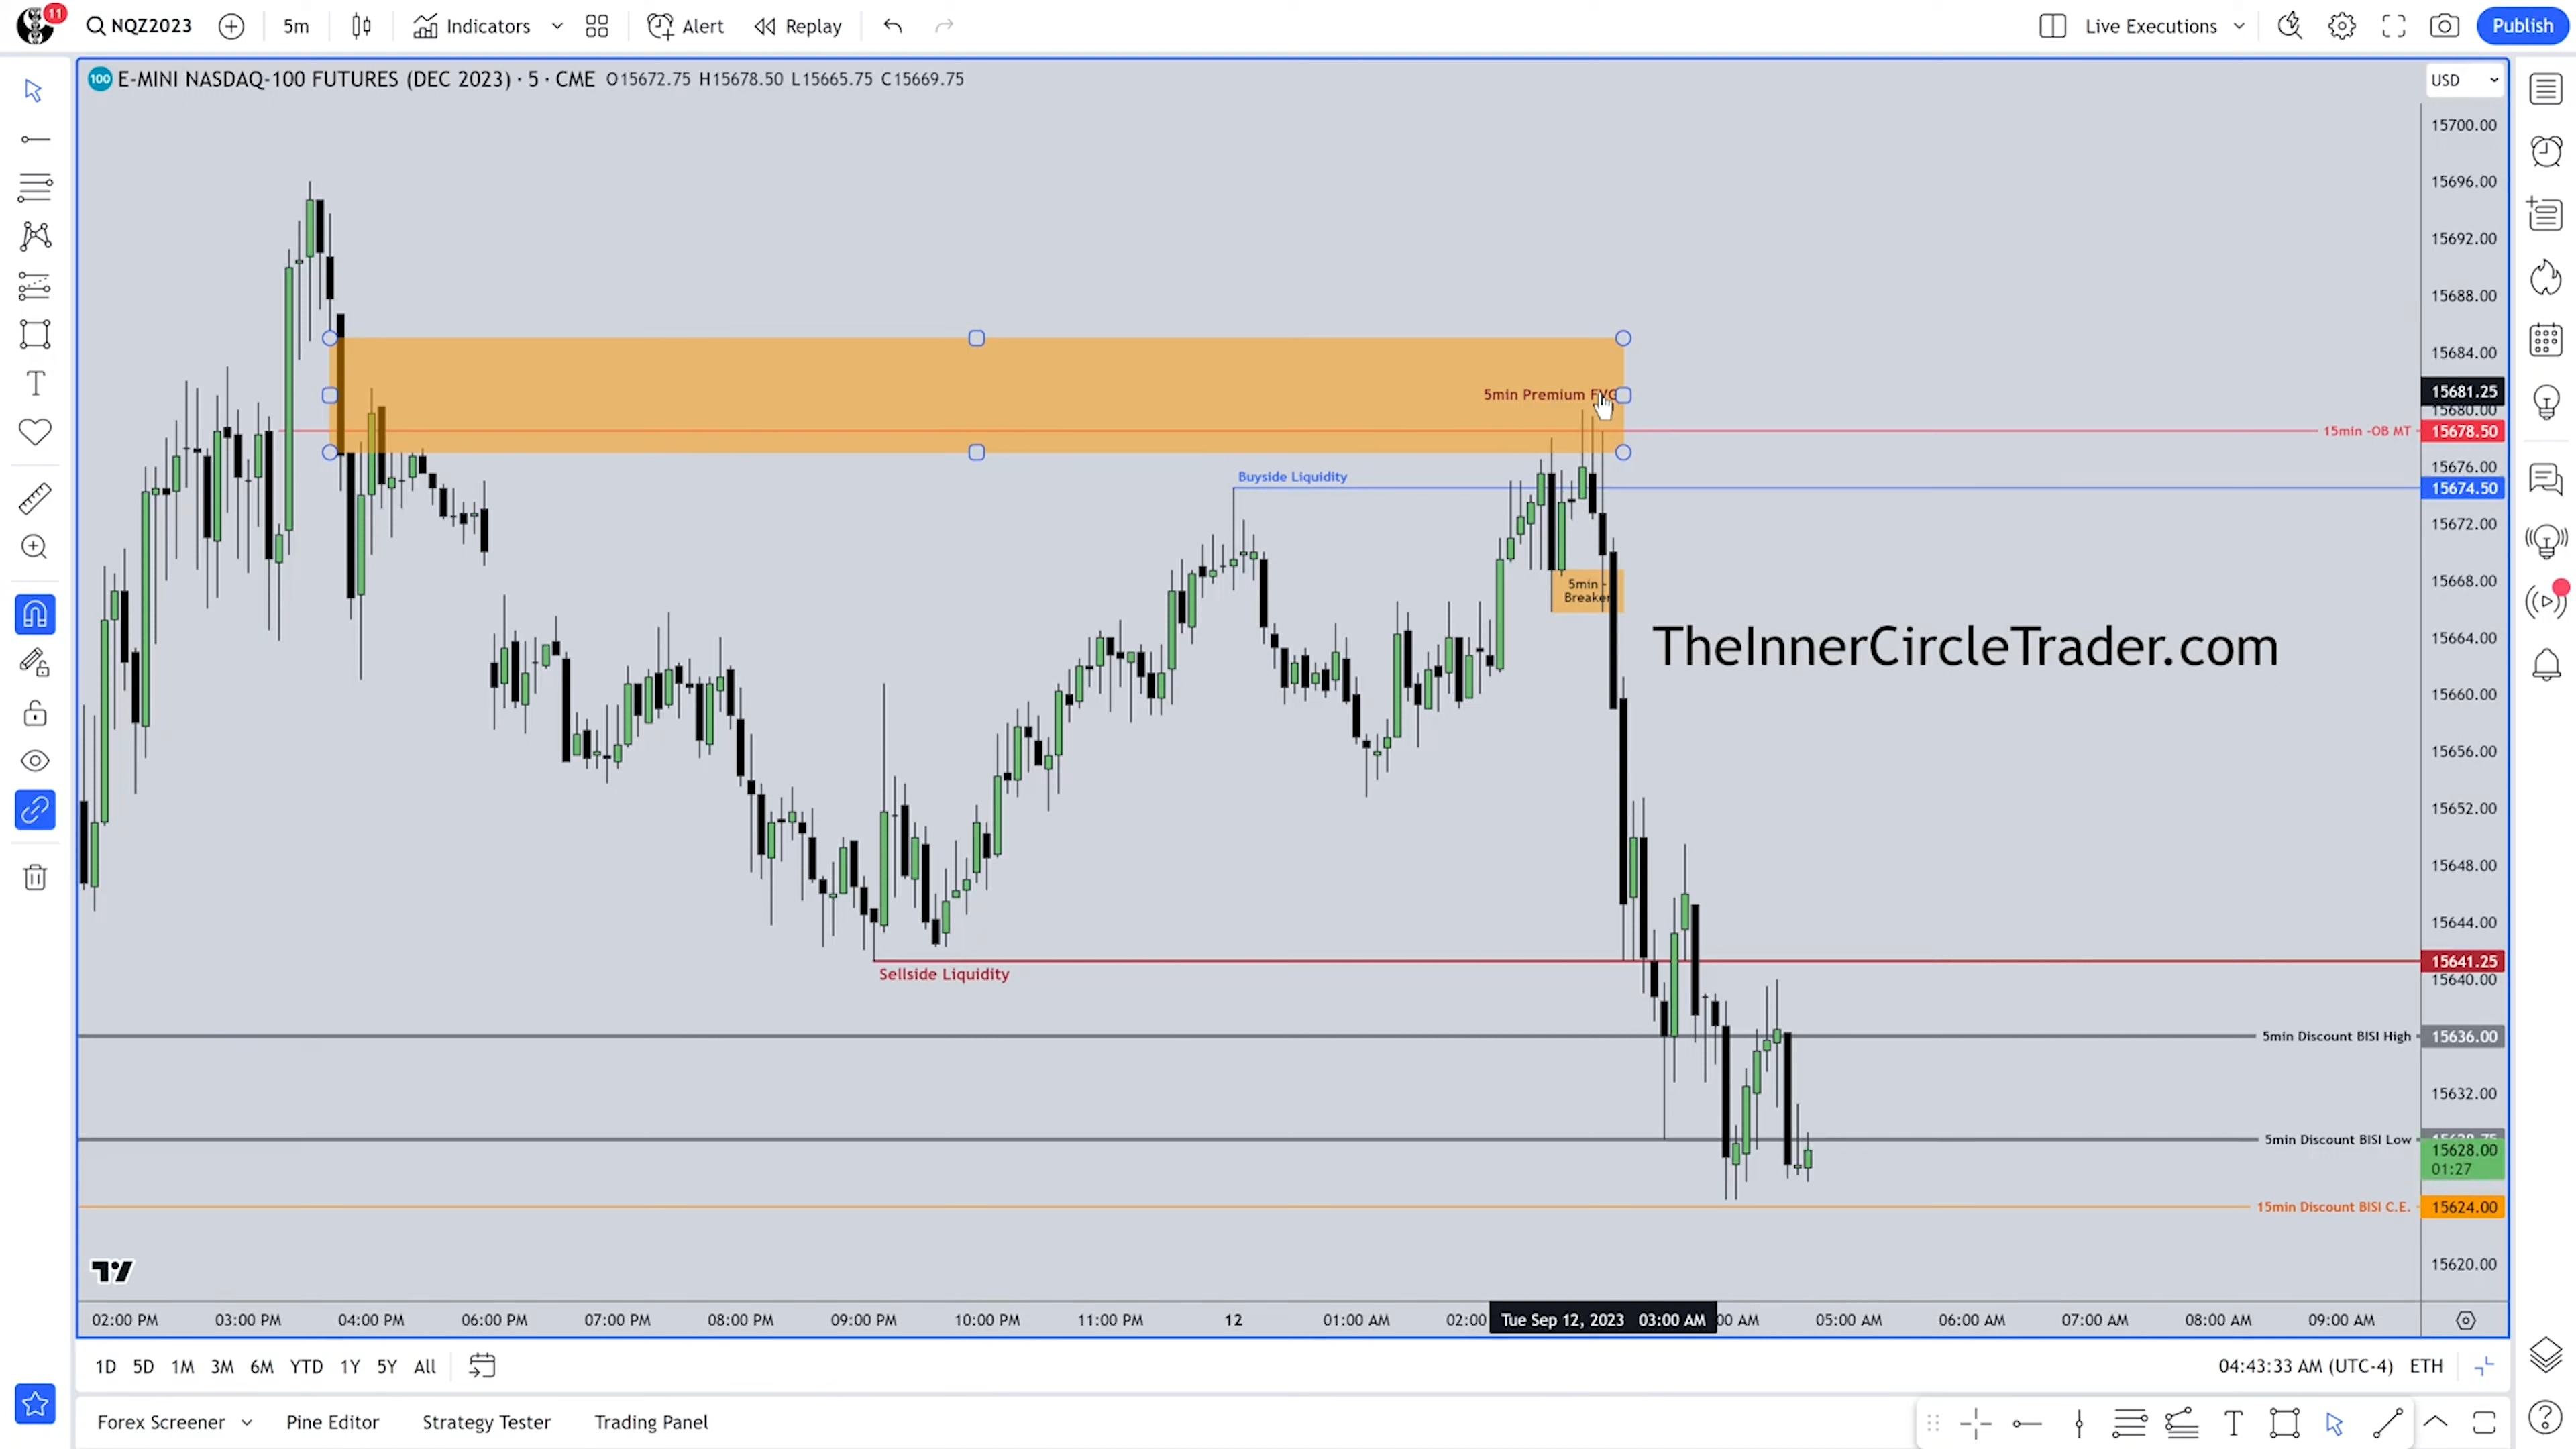 11
NQZ2023
5m
Indicators
Alert
Replay
Live Executions
Publish
100
E-MINI NASDAQ-100 FUTURES (DEC 2023) · 5 · CME O15672.75 H15678.50 L15665.75 C15669.75
USD
15700.00
15696.00
15692.00
15688.00
15684.00
5min Premium FVG
15681.25
15680.00
15min -OB MT
15678.50
15676.00
Buyside Liquidity
15674.50
15672.00
15668.00
5min -
Breaker
TheInnerCircleTrader.com
15664.00
15660.00
15656.00
15652.00
15648.00
15644.00
15641.25
Sellside Liquidity
15640.00
5min Discount BISI High
15636.00
15632.00
5min Discount BISI Low
15628.00
01:27
15min Discount BISI C.E.
15624.00
15620.00
02:00 PM 03:00 PM 04:00 PM 06:00 PM 07:00 PM 08:00 PM 09:00 PM 10:00 PM 11:00 PM 12 01:00 AM 02:00 Tue Sep 12, 2023 03:00 AM 00 AM 05:00 AM 06:00 AM 07:00 AM 08:00 AM 09:00 AM
1D 5D 1M 3M 6M YTD 1Y 5Y All
04:43:33 AM (UTC-4) ETH
Forex Screener Pine Editor Strategy Tester Trading Panel